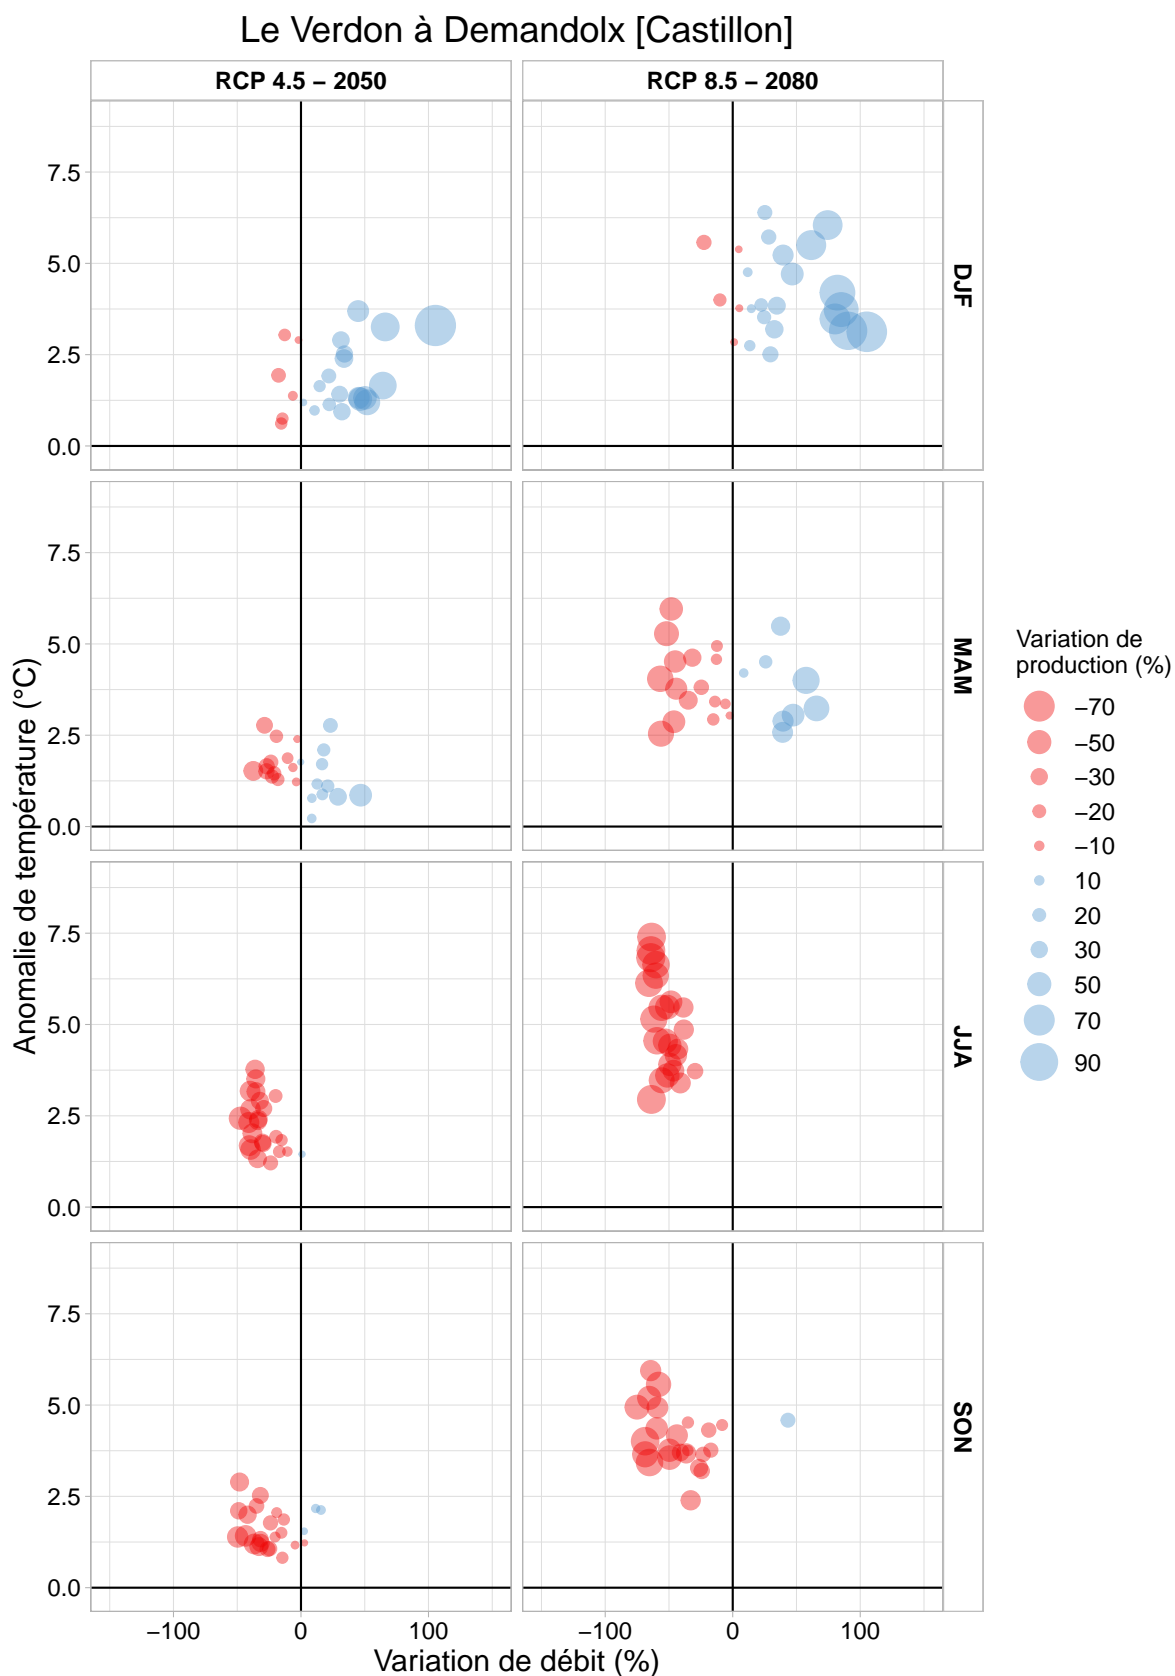 Le Verdon à Demandolx [Castillon]
RCP 4.5 − 2050
RCP 8.5 − 2080
7.5
5.0
2.5
0.0
DJF
7.5
5.0
2.5
0.0
MAM
7.5
5.0
2.5
0.0
JJA
7.5
5.0
2.5
0.0
SON
Anomalie de température (°C)
−100 0 100
−100 0 100
Variation de débit (%)
Variation de
production (%)
−70
−50
−30
−20
−10
10
20
30
50
70
90